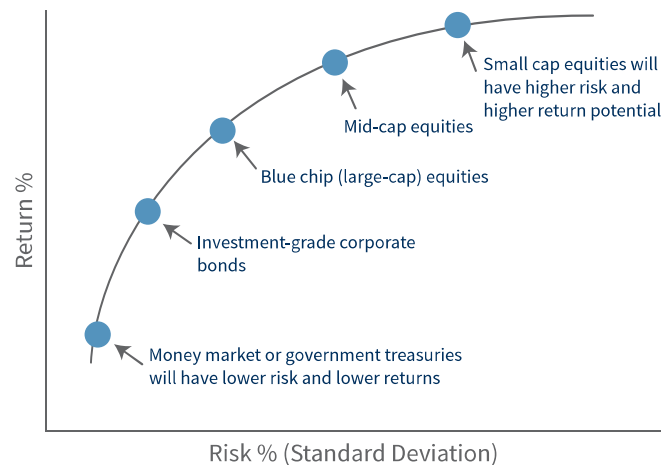 Small cap equities will
have higher risk and
higher return potential
Mid-cap equities
Blue chip (large-cap) equities
Investment-grade corporate
bonds
Money market or government treasuries
will have lower risk and lower returns
Return %
Risk % (Standard Deviation)